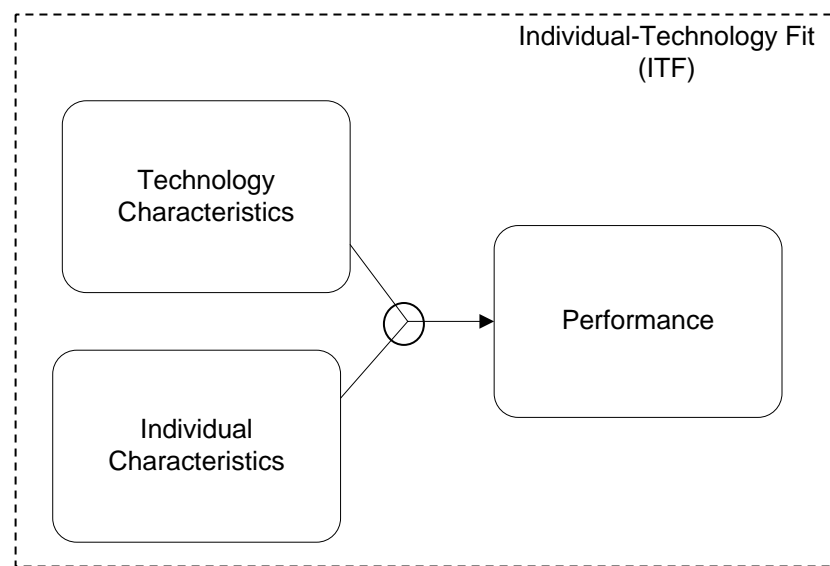 Individual-Technology Fit
(ITF)
Technology
Characteristics
Performance
Individual
Characteristics